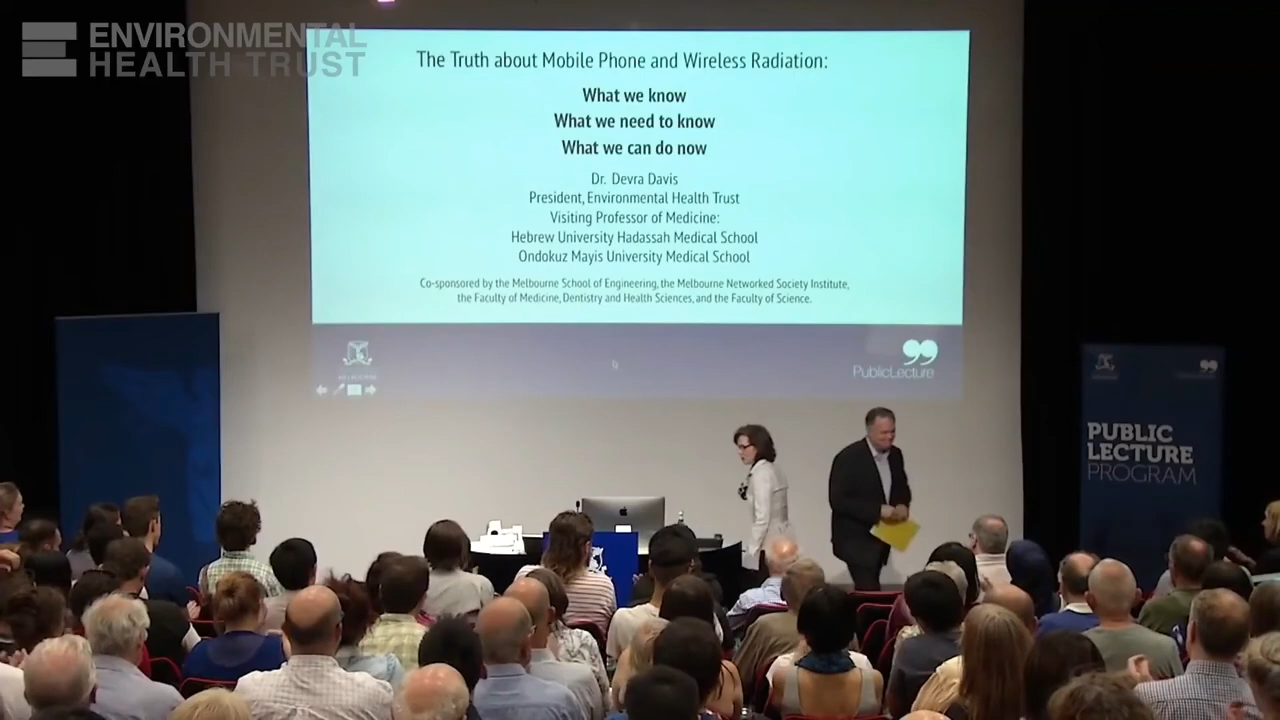 ENVIRONMENTAL
HEALTH TRUST
The Truth about Mobile Phone and Wireless Radiation:
What we know
What we need to know
What we can do now
Dr. Devra Davis
President, Environmental Health Trust
Visiting Professor of Medicine:
Hebrew University Hadassah Medical School
Ondokuz Mayis University Medical School
Co-sponsored by the Melbourne School of Engineering, the Melbourne Networked Society Institute,
the Faculty of Medicine, Dentistry and Health Sciences, and the Faculty of Science.
PublicLecture
PUBLIC
LECTURE
PROGRAM